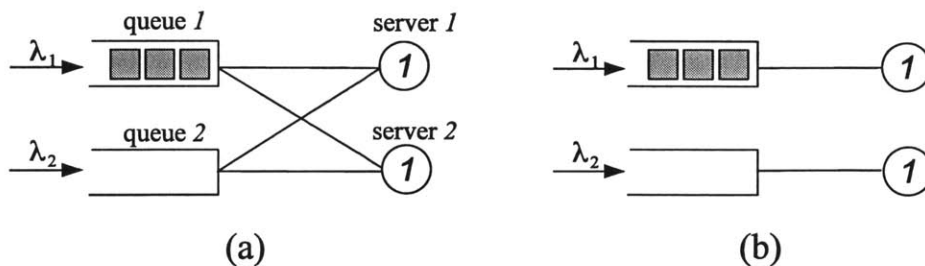 queue 1
server 1
λ1
1
queue 2
server 2
λ2
1
(a)
λ1
1
λ2
1
(b)